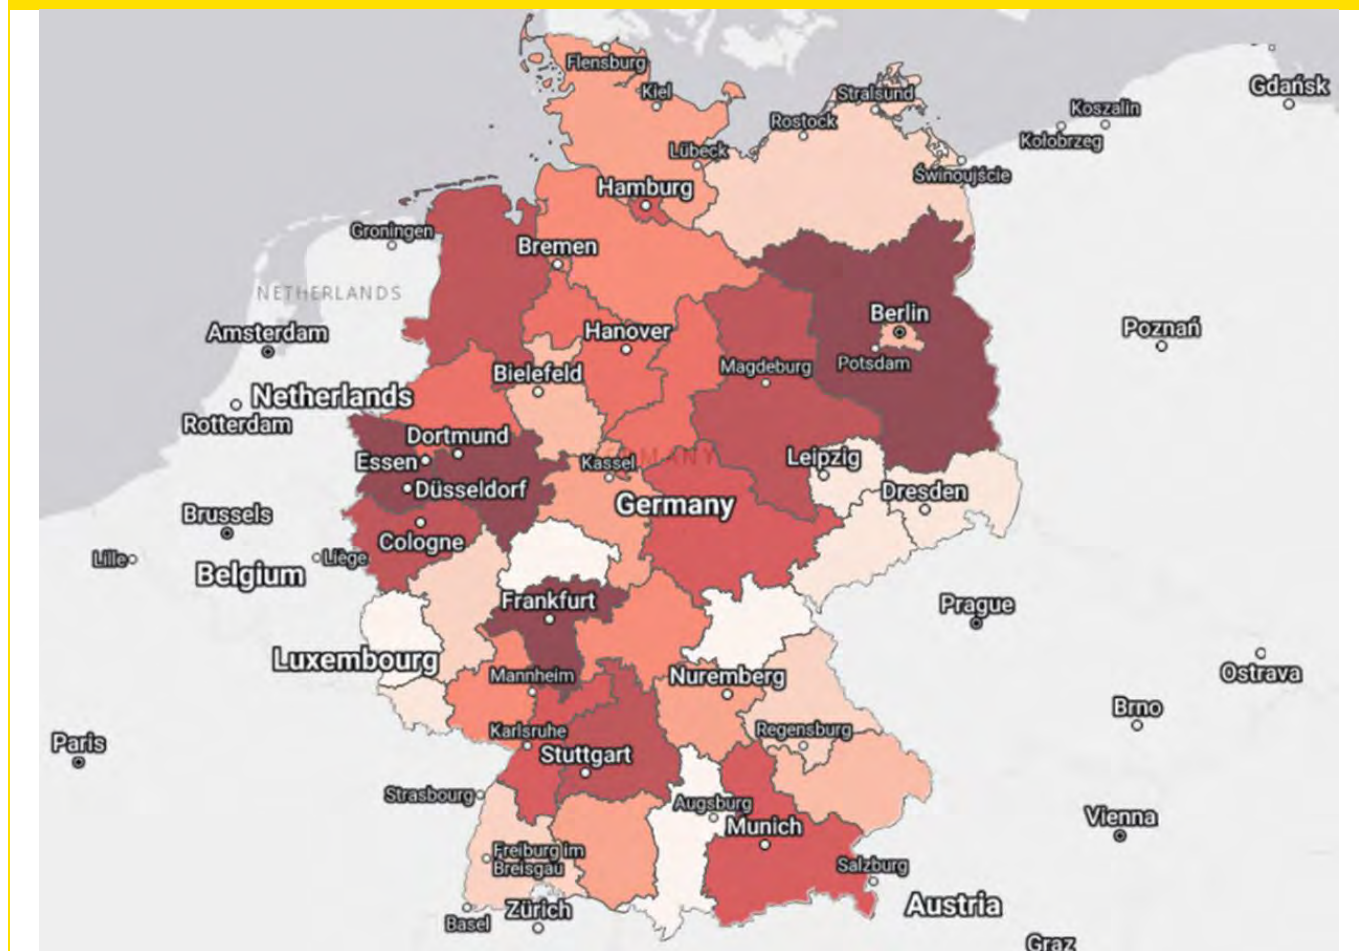 Flensburg
Kiel
Stralsund
Rostock
Lübeck
Gdańsk
Koszalin
Kołobrzeg
Świnoujście
Hamburg
Groningen
Bremen
NETHERLANDS
Amsterdam
Hanover
Berlin
Poznań
Bielefeld
Magdeburg
Potsdam
Netherlands
Rotterdam
Dortmund
Essen
Kassel
Leipzig
Düsseldorf
Dresden
Germany
Brussels
Cologne
Lille
Liège
Belgium
Frankfurt
Prague
Luxembourg
Mannheim
Nuremberg
Ostrava
Brno
Karlsruhe
Regensburg
Paris
Stuttgart
Strasbourg
Augsburg
Munich
Vienna
Freiburg im
Breisgau
Salzburg
Basel
Zürich
Austria
Graz